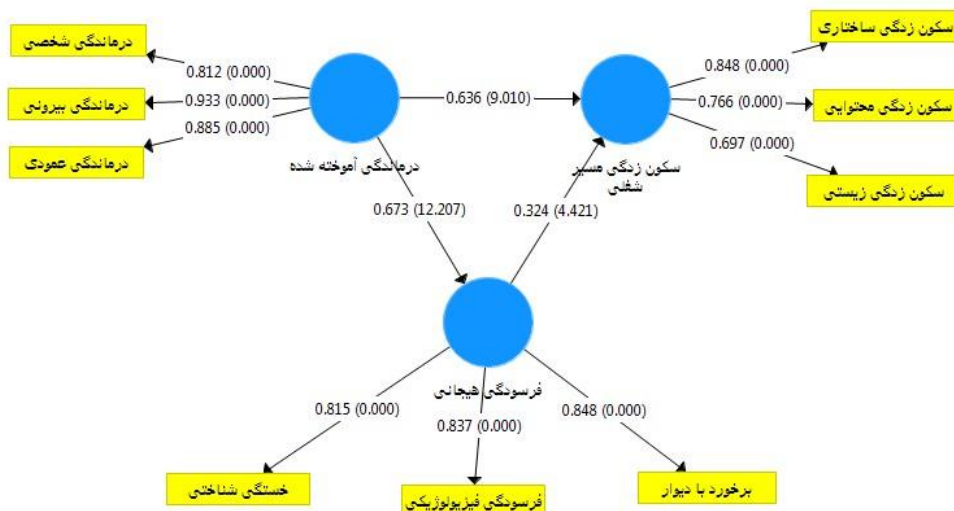 درماندگی شخصی
0.812 (0.000)
درماندگی بیرونی
0.933 (0.000)
درماندگی عمودی
0.885 (0.000)
درماندگی آموخته شده
0.636 (9.010)
سکون زدگی مسیر
شغلی
سکون زدگی ساختاری
0.848 (0.000)
سکون زدگی محتوایی
0.766 (0.000)
سکون زدگی زیستی
0.697 (0.000)
0.673 (12.207)
0.324 (4.421)
فرسودگی هیجانی
0.815 (0.000)
0.837 (0.000)
0.848 (0.000)
خستگی شناختی
فرسودگی فیزیولوژیکی
برخورد با دیوار